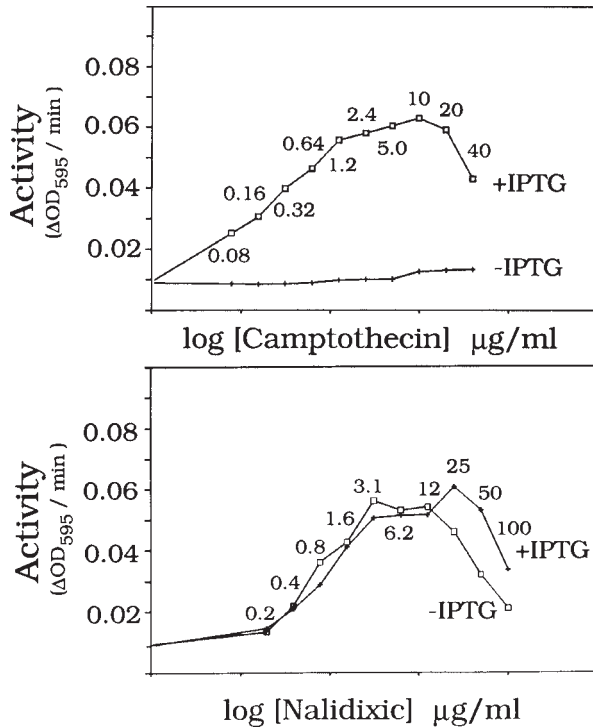 0.08
0.06
0.04
0.02
Activity
(ΔOD595 / min)
0.08
0.16
0.32
0.64
1.2
2.4
5.0
10
20
40
+IPTG
-IPTG
log [Camptothecin] µg/ml
0.08
0.06
0.04
0.02
Activity
(ΔOD595 / min)
0.2
0.4
0.8
1.6
3.1
6.2
12
25
50
100
+IPTG
-IPTG
log [Nalidixic] µg/ml